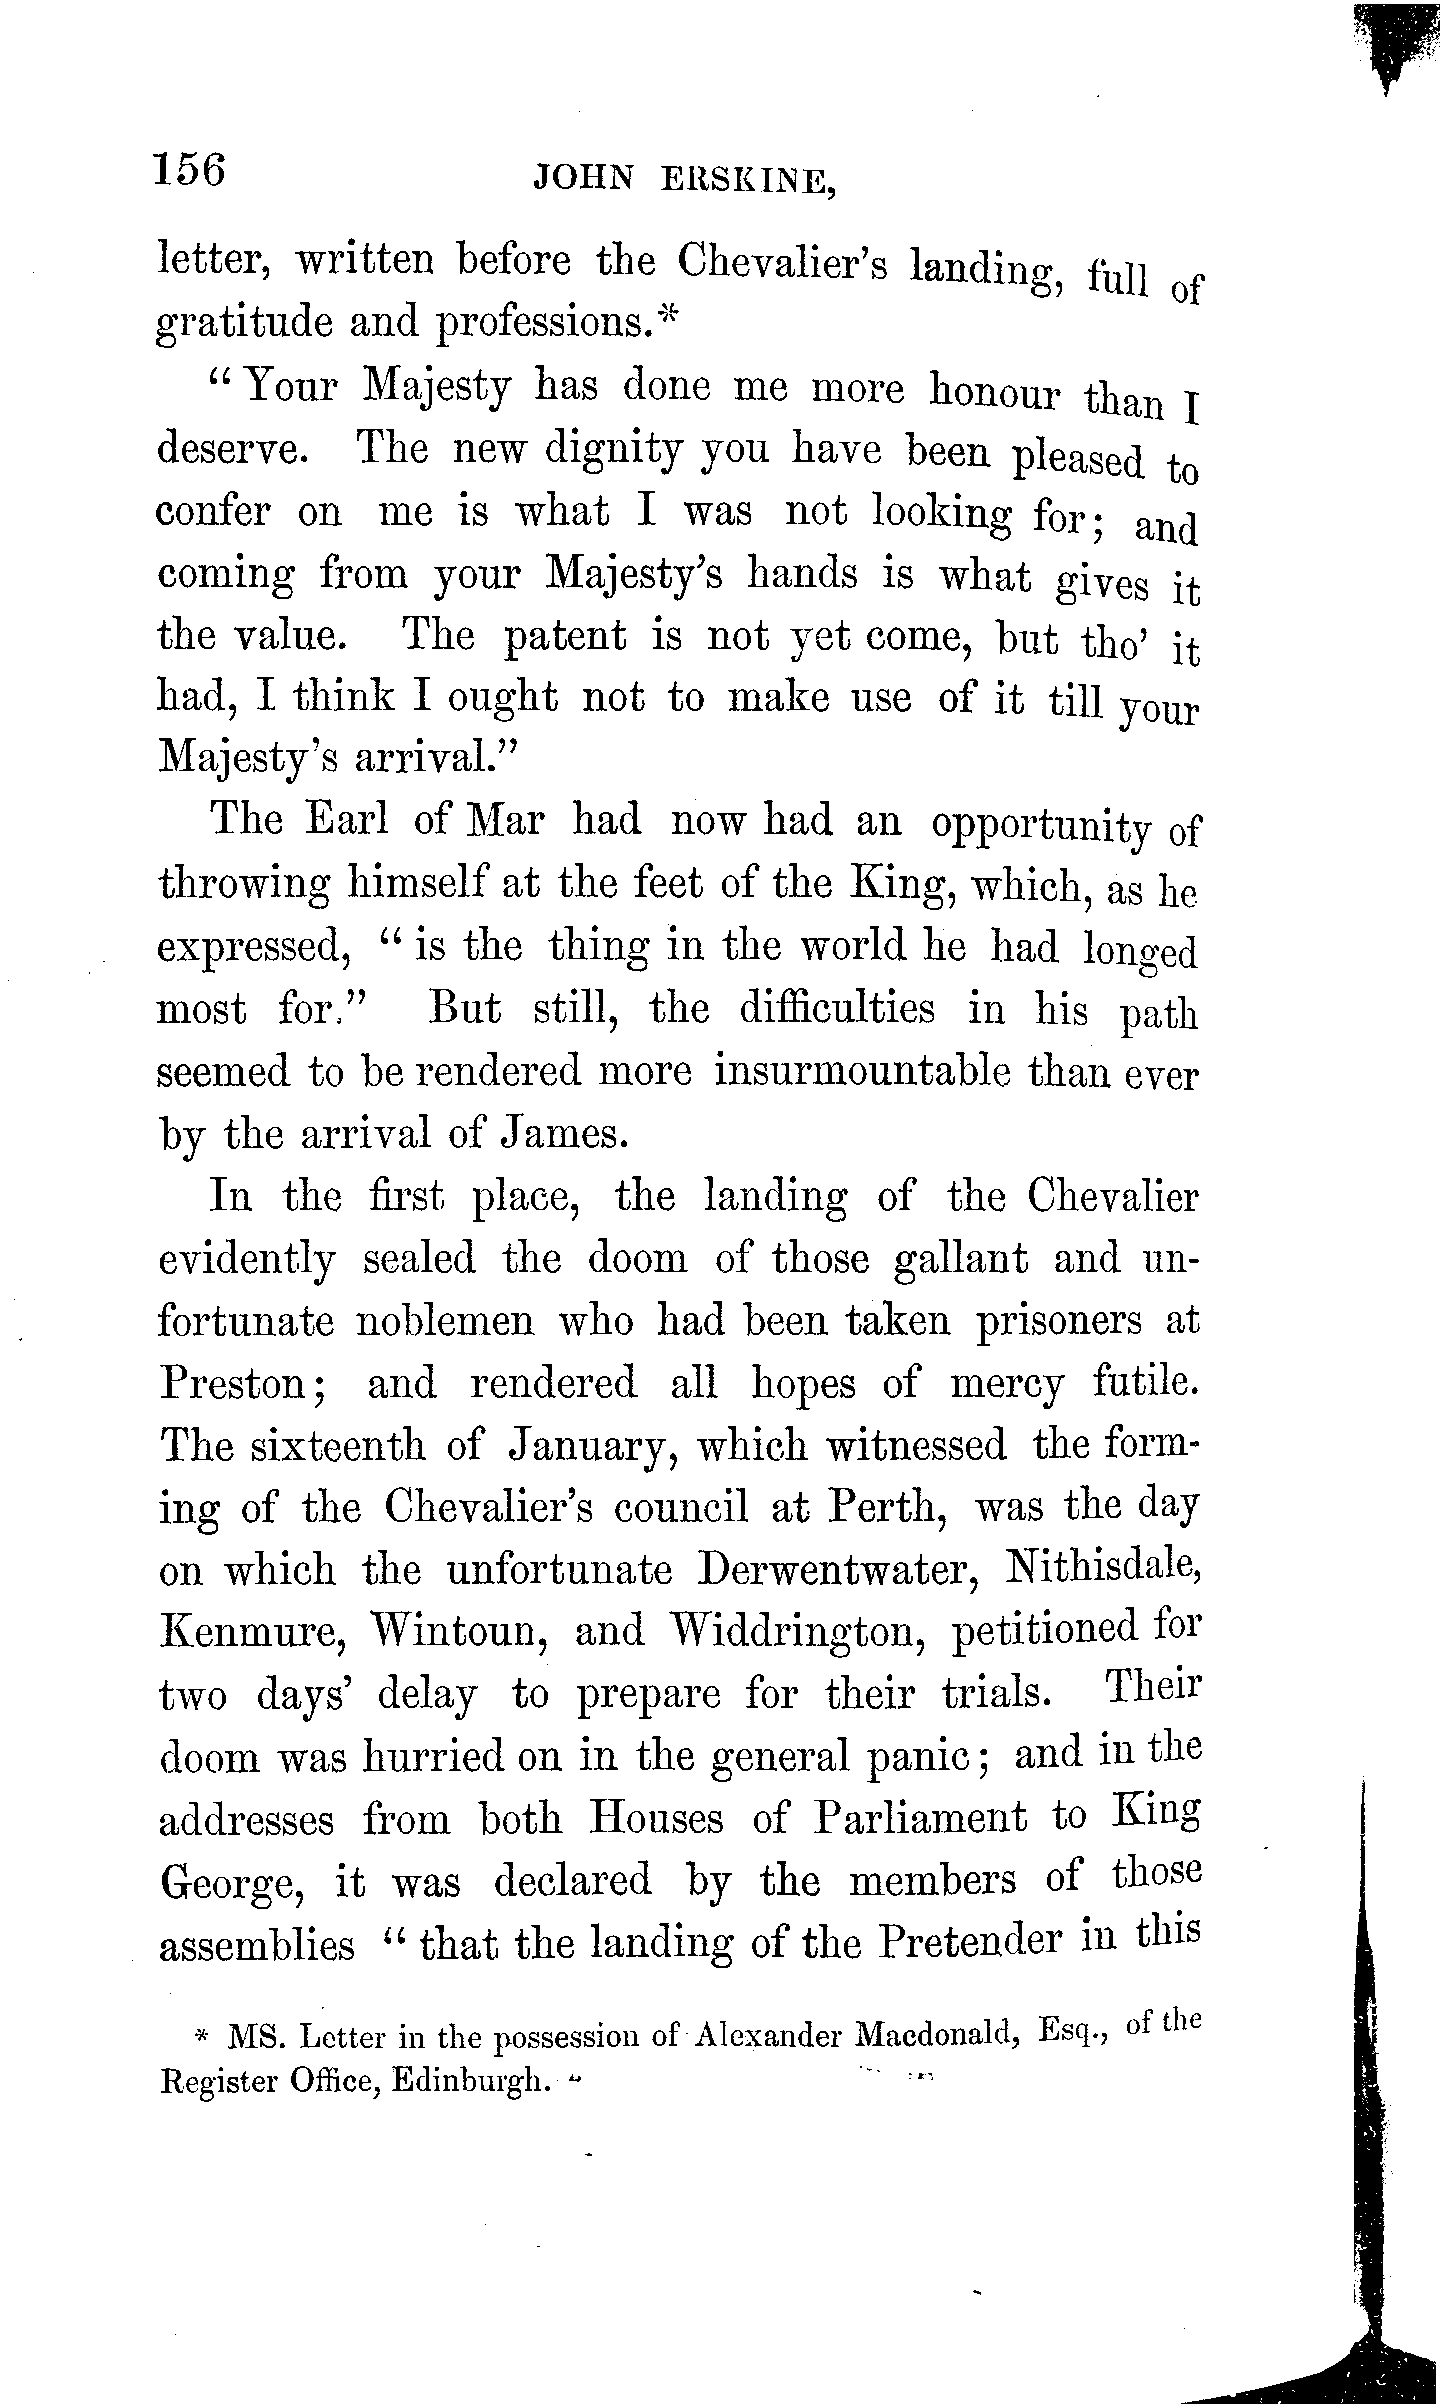 156 JOHN ERSKINE,
letter, written before the Chevalier's landing, full of
gratitude and professions.*
" Your Majesty has done me more honour than I
deserve. The new dignity you have been pleased to
confer on me is what I was not looking for; and
coming from your Majesty's hands is what gives it
the value. The patent is not yet come, but tho' it
had, I think I ought not to make use of it till your
Majesty's arrival."
The Earl of Mar had now had an opportunity of
throwing himself at the feet of the King, which, as he
expressed, " is the thing in the world he had longed
most for." But still, the difficulties in his path
seemed to be rendered more insurmountable than ever
by the arrival of James.
In the first place, the landing of the Chevalier
evidently sealed the doom of those gallant and un-
fortunate noblemen who had been taken prisoners at
Preston; and rendered all hopes of mercy futile.
The sixteenth of January, which witnessed the form-
ing of the Chevalier's council at Perth, was the day
on which the unfortunate Derwentwater, Nithisdale,
Kenmure, Wintoun, and Widdrington, petitioned for
two days' delay to prepare for their trials. Their
doom was hurried on in the general panic; and in the
addresses from both Houses of Parliament to King
George, it was declared by the members of those
assemblies " that the landing of the Pretender in this
* MS. Letter in the possession of Alexander Macdonald, Esq., of the
Register Office, Edinburgh.